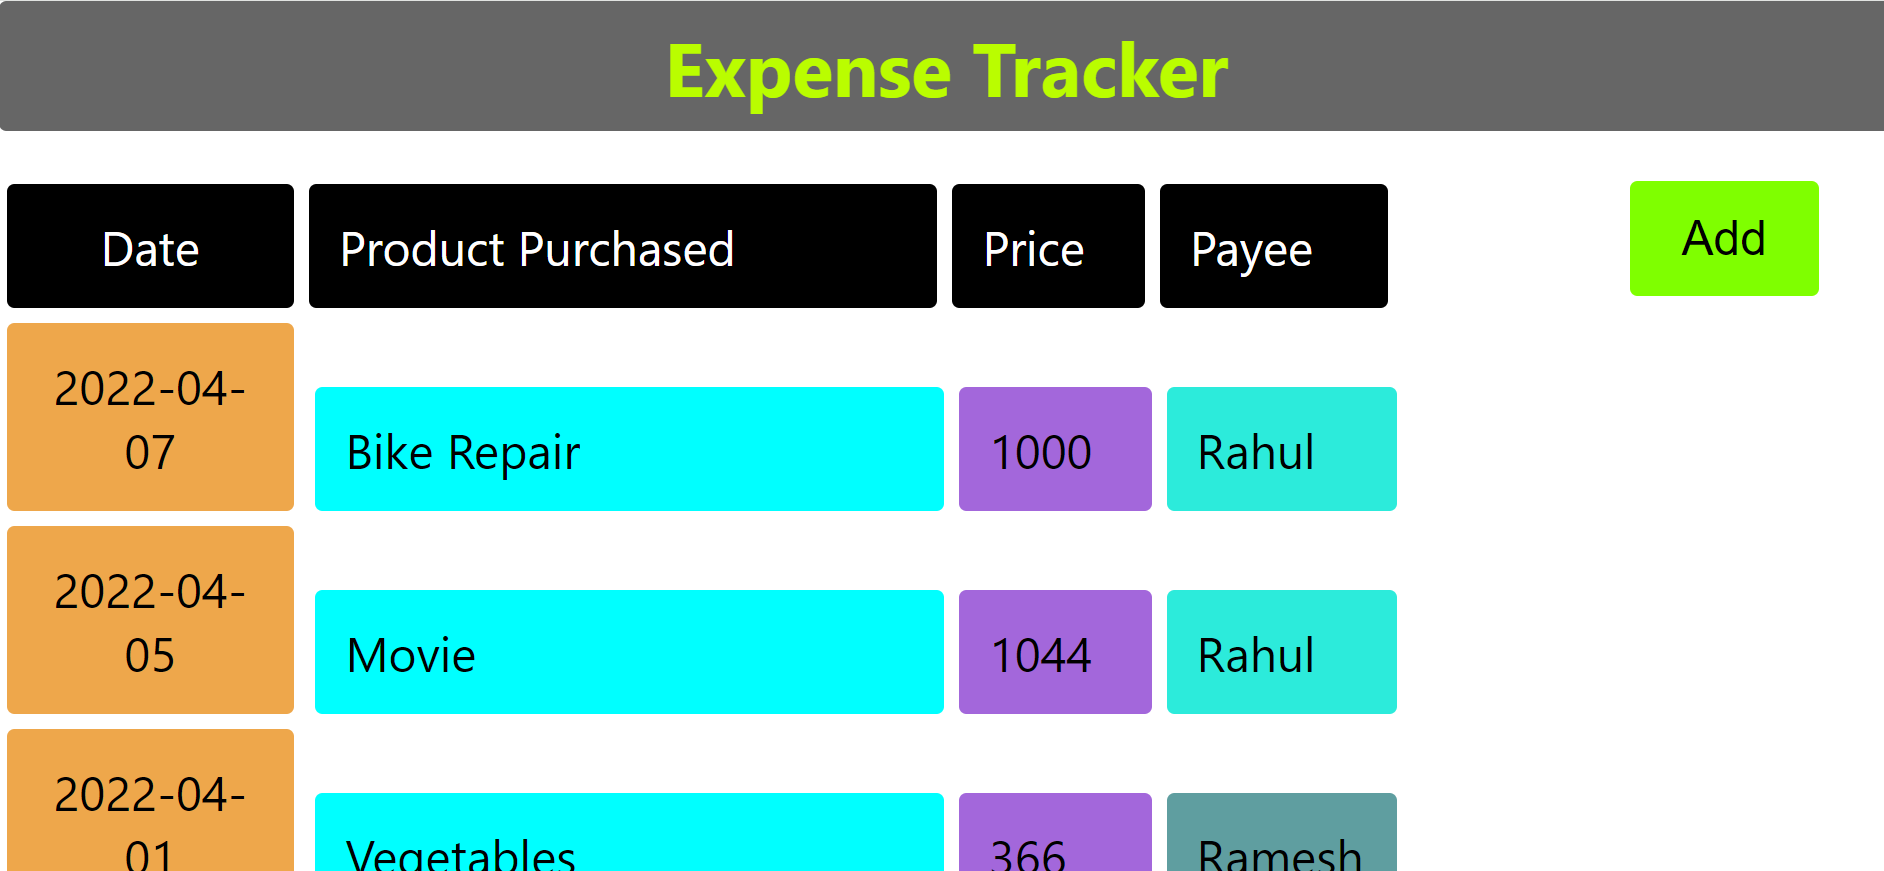 Expense Tracker
Date Product Purchased Price Payee Add
2022-04-
07 Bike Repair 1000 Rahul
2022-04-
05 Movie 1044 Rahul
2022-04-
01 Vegetables 366 Ramesh